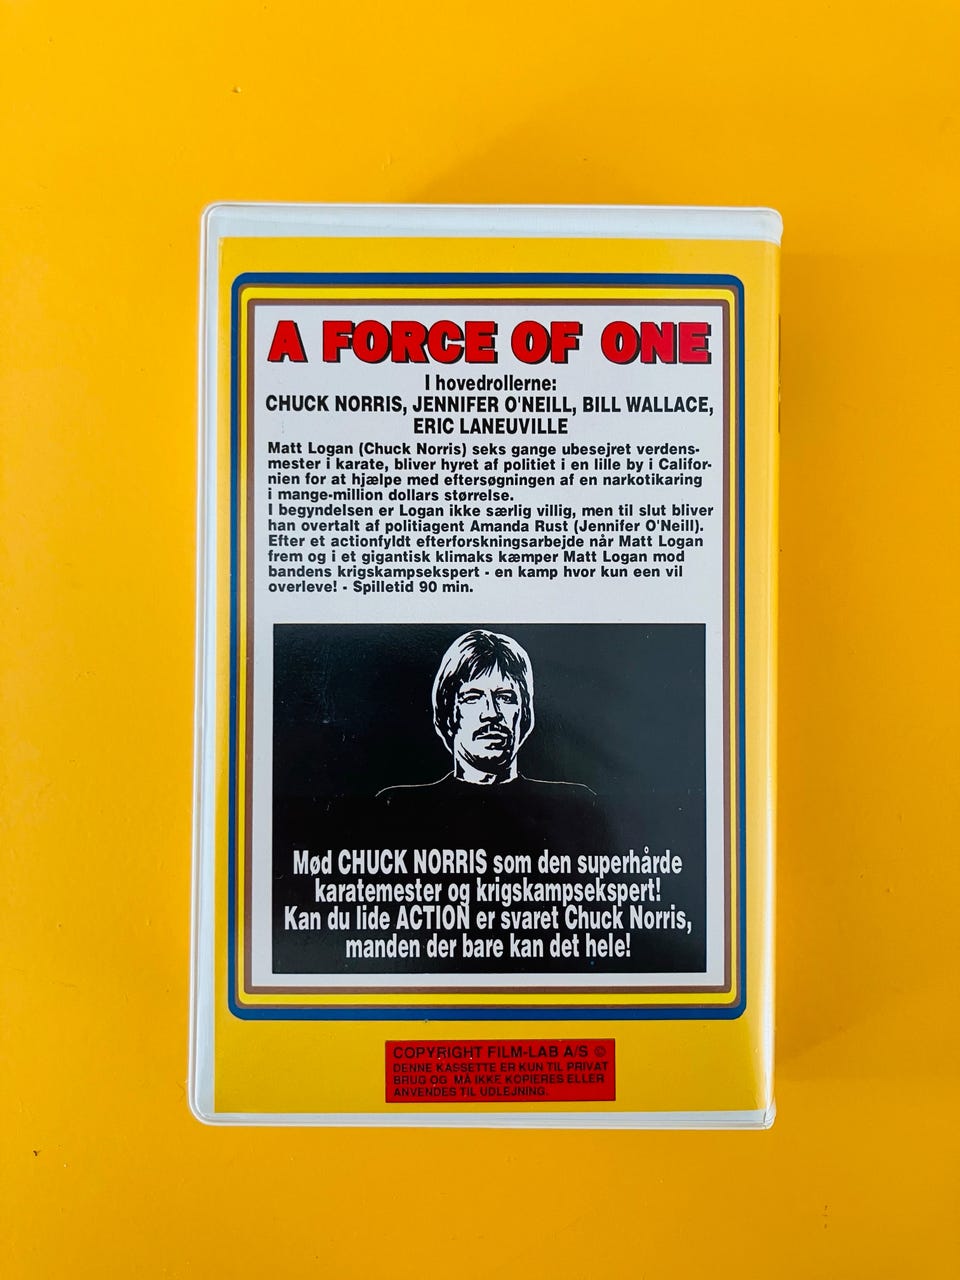 A FORCE OF ONE
I hovedrollerne:
CHUCK NORRIS, JENNIFER O'NEILL, BILL WALLACE,
ERIC LANEUVILLE
Matt Logan (Chuck Norris) seks gange ubesejret verdens-
mester i karate, bliver hyret af politiet i en lille by i Califor-
nien for at hjælpe med eftersøgningen af en narkotikaring
i mange-million dollars størrelse.
I begyndelsen er Logan ikke særlig villig, men til slut bliver
han overtalt af politiagent Amanda Rust (Jennifer O'Neill).
Efter et actionfyldt efterforskningsarbejde når Matt Logan
frem og i et gigantisk klimaks kæmper Matt Logan mod
bandens krigskampsekspert - en kamp hvor kun een vil
overleve! - Spilletid 90 min.
Mød CHUCK NORRIS som den superhårde
karatemester og krigskampsekspert!
Kan du lide ACTION er svaret Chuck Norris,
manden der bare kan det hele!
COPYRIGHT FILM-LAB A/S ©
DENNE KASSETTE ER KUN TIL PRIVAT
BRUG OG MÅ IKKE KOPIERES ELLER
ANVENDES TIL UDLEJNING.